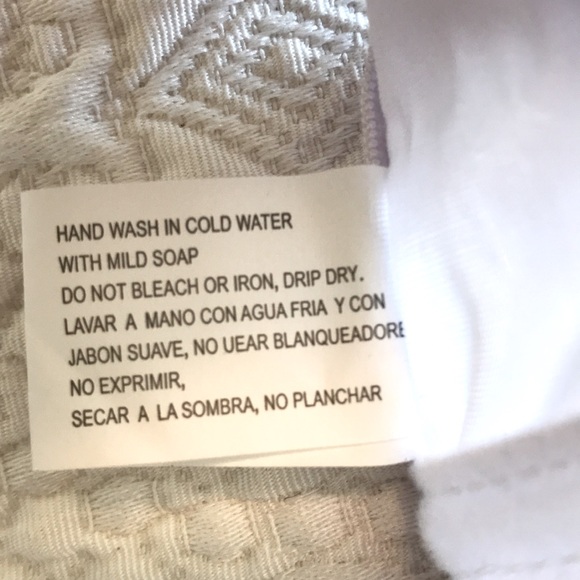 HAND WASH IN COLD WATER
WITH MILD SOAP
DO NOT BLEACH OR IRON, DRIP DRY.
LAVAR A MANO CON AGUA FRIA Y CON
JABON SUAVE, NO UEAR BLANQUEADORE
NO EXPRIMIR,
SECAR A LA SOMBRA, NO PLANCHAR